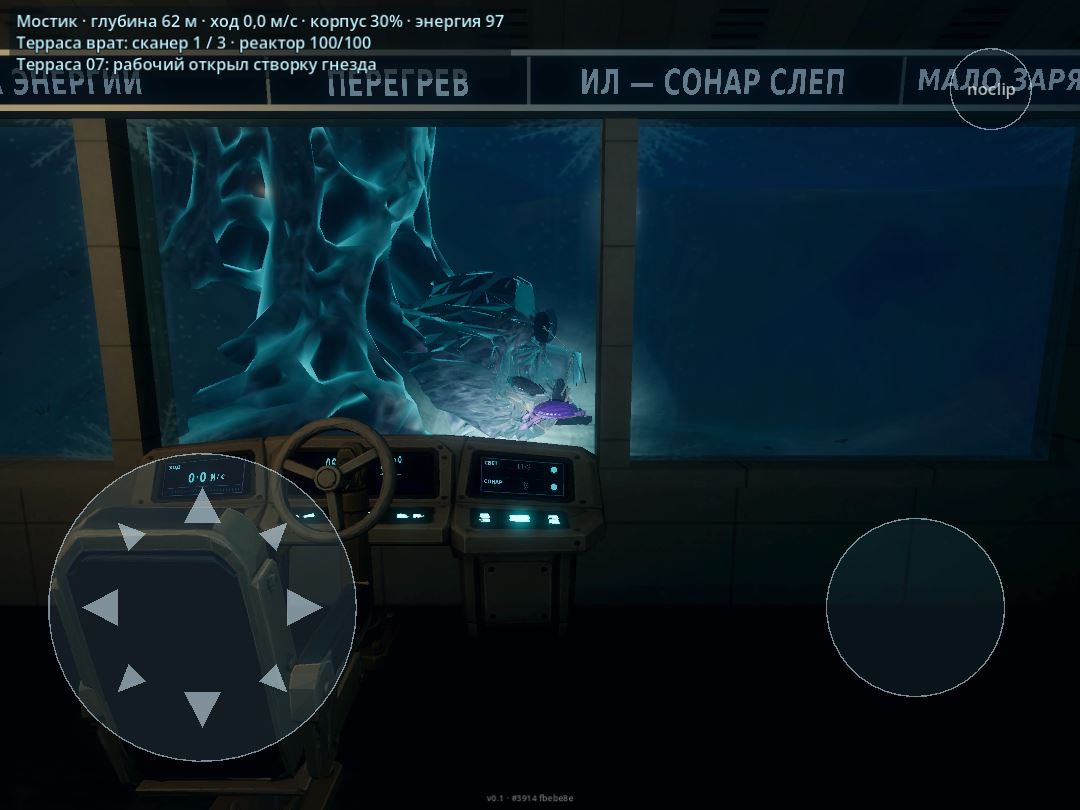 Мостик · глубина 62 м · ход 0,0 м/с · корпус 30% · энергия 97
Терраса врат: сканер 1 / 3 · реактор 100/100
Терраса 07: рабочий открыл створку гнезда
ЭНЕРГИИ ПЕРЕГРЕВ ИЛ — СОНАР СЛЕП МАЛО ЗАРЯ
noclip
ХОД
0·0 М/С
СВЕТ
СОНАР
v0.1 · #3914 fbebe8e